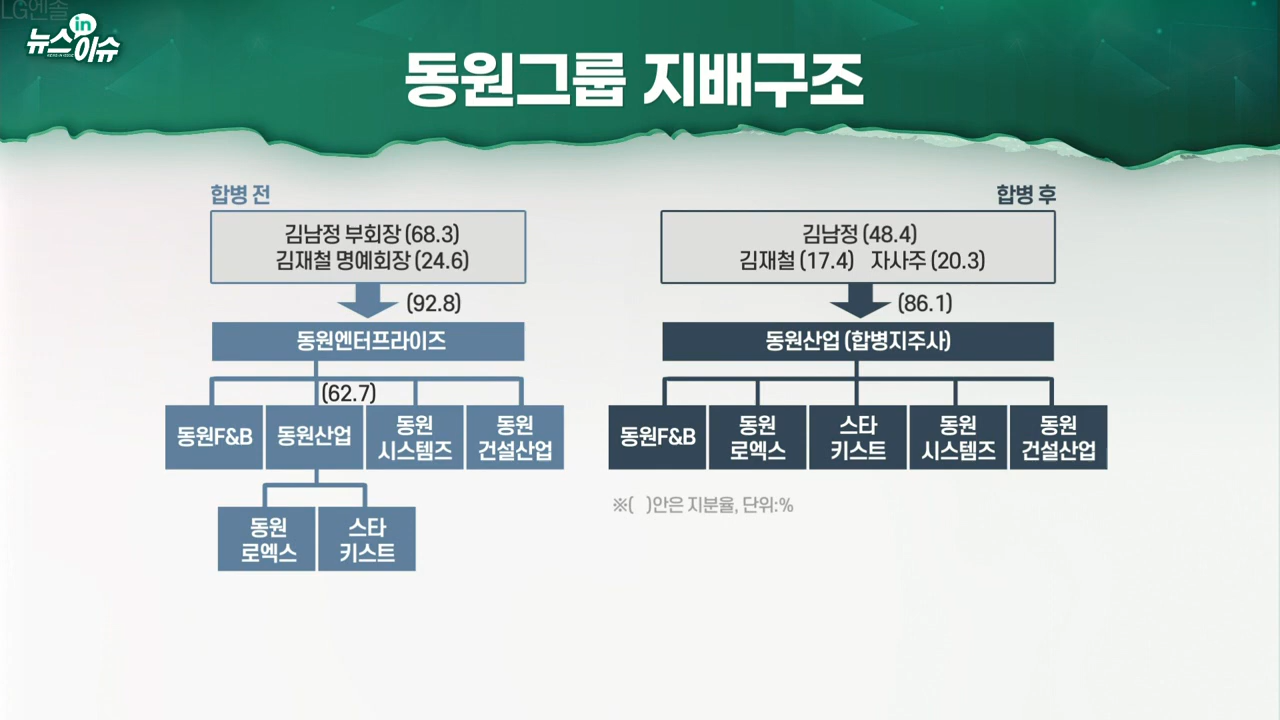 LG엔솔
뉴스in이슈
동원그룹 지배구조
합병 전
김남정 부회장 (68.3)
김재철 명예회장 (24.6)
(92.8)
동원엔터프라이즈
(62.7)
동원F&B
동원산업
동원
시스템즈
동원
건설산업
동원
로엑스
스타
키스트
합병 후
김남정 (48.4)
김재철 (17.4) 자사주 (20.3)
(86.1)
동원산업 (합병지주사)
동원F&B
동원
로엑스
스타
키스트
동원
시스템즈
동원
건설산업
※( )안은 지분율, 단위:%